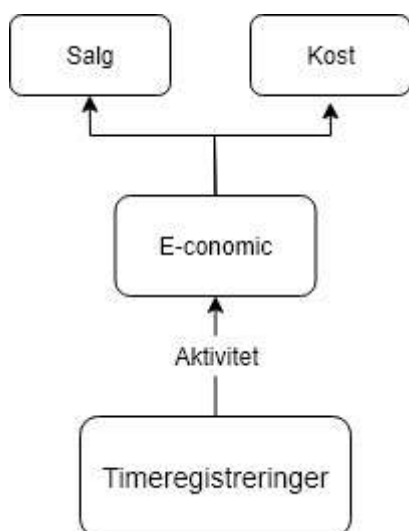 Salg
Kost
E-conomic
Aktivitet
Timeregistreringer